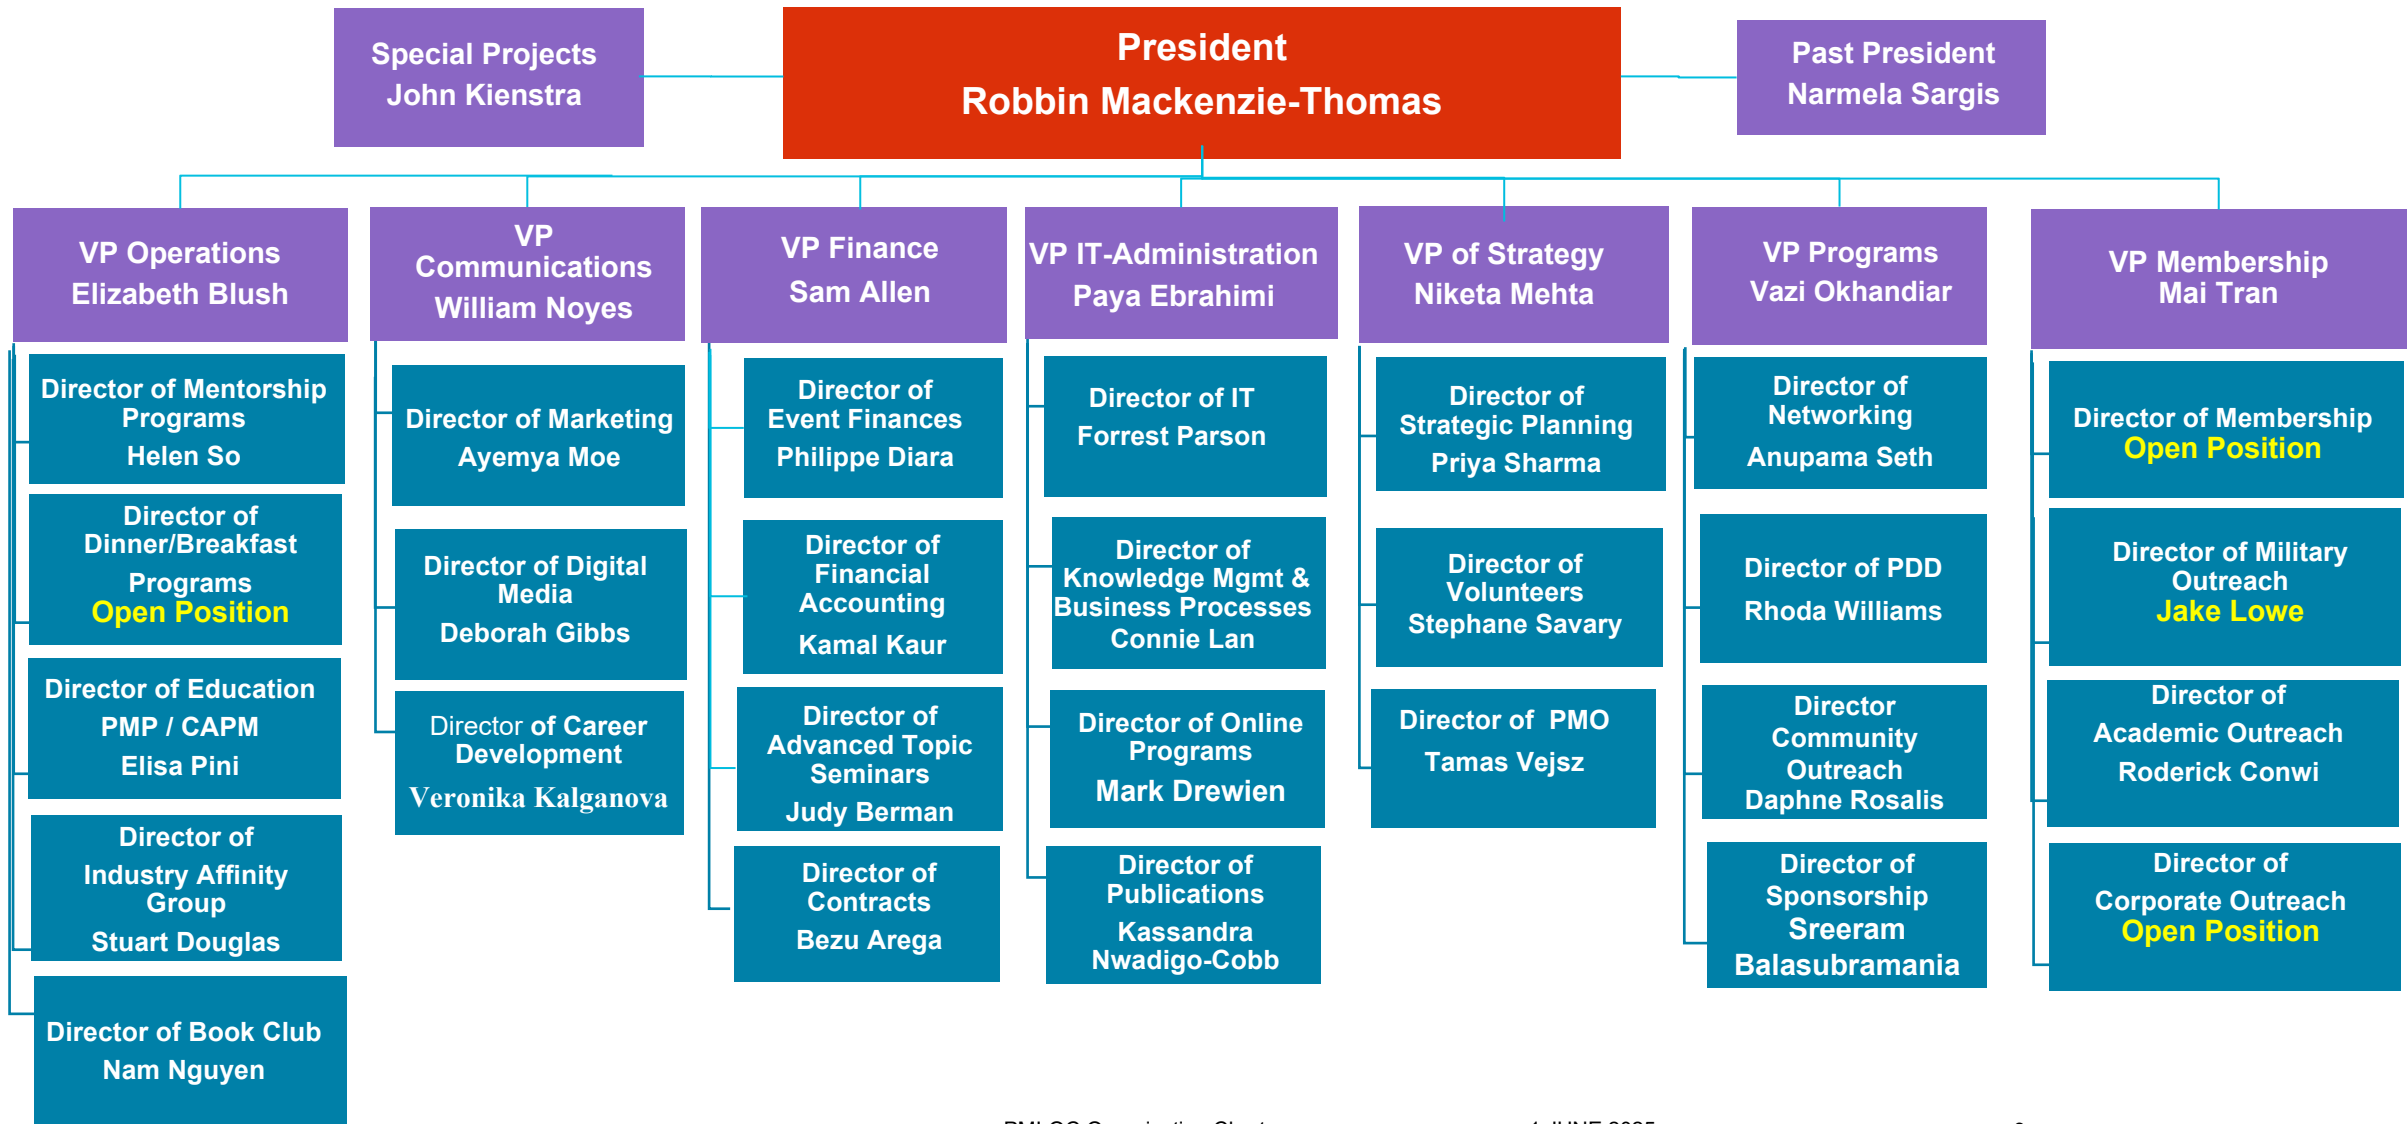 Special Projects
John Kienstra
President
Robbin Mackenzie-Thomas
Past President
Narmela Sargis
VP Operations
Elizabeth Blush
VP
Communications
William Noyes
VP Finance
Sam Allen
VP IT-Administration
Paya Ebrahimi
VP of Strategy
Niketa Mehta
VP Programs
Vazi Okhandiar
VP Membership
Mai Tran
Director of Mentorship
Programs
Helen So
Director of
Dinner/Breakfast
Programs
Open Position
Director of Education
PMP / CAPM
Elisa Pini
Director of
Industry Affinity
Group
Stuart Douglas
Director of Book Club
Nam Nguyen
Director of Marketing
Ayemya Moe
Director of Digital
Media
Deborah Gibbs
Director of Career
Development
Veronika Kalganova
Director of
Event Finances
Philippe Diara
Director of
Financial
Accounting
Kamal Kaur
Director of
Advanced Topic
Seminars
Judy Berman
Director of
Contracts
Bezu Arega
Director of IT
Forrest Parson
Director of
Knowledge Mgmt &
Business Processes
Connie Lan
Director of Online
Programs
Mark Drewien
Director of
Publications
Kassandra
Nwadigo-Cobb
Director of
Strategic Planning
Priya Sharma
Director of
Volunteers
Stephane Savary
Director of PMO
Tamas Vejsz
Director of
Networking
Anupama Seth
Director of PDD
Rhoda Williams
Director
Community
Outreach
Daphne Rosalis
Director of
Sponsorship
Sreeram
Balasubramania
Director of Membership
Open Position
Director of Military
Outreach
Jake Lowe
Director of
Academic Outreach
Roderick Conwi
Director of
Corporate Outreach
Open Position